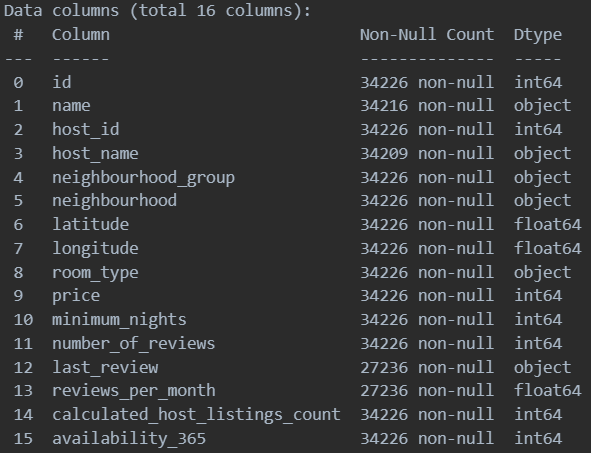 Data columns (total 16 columns):
 #   Column                          Non-Null Count  Dtype
---  ------                          --------------  -----
 0   id                              34226 non-null  int64
 1   name                            34216 non-null  object
 2   host_id                         34226 non-null  int64
 3   host_name                       34209 non-null  object
 4   neighbourhood_group             34226 non-null  object
 5   neighbourhood                   34226 non-null  object
 6   latitude                        34226 non-null  float64
 7   longitude                       34226 non-null  float64
 8   room_type                       34226 non-null  object
 9   price                           34226 non-null  int64
 10  minimum_nights                  34226 non-null  int64
 11  number_of_reviews               34226 non-null  int64
 12  last_review                     27236 non-null  object
 13  reviews_per_month               27236 non-null  float64
 14  calculated_host_listings_count  34226 non-null  int64
 15  availability_365                34226 non-null  int64